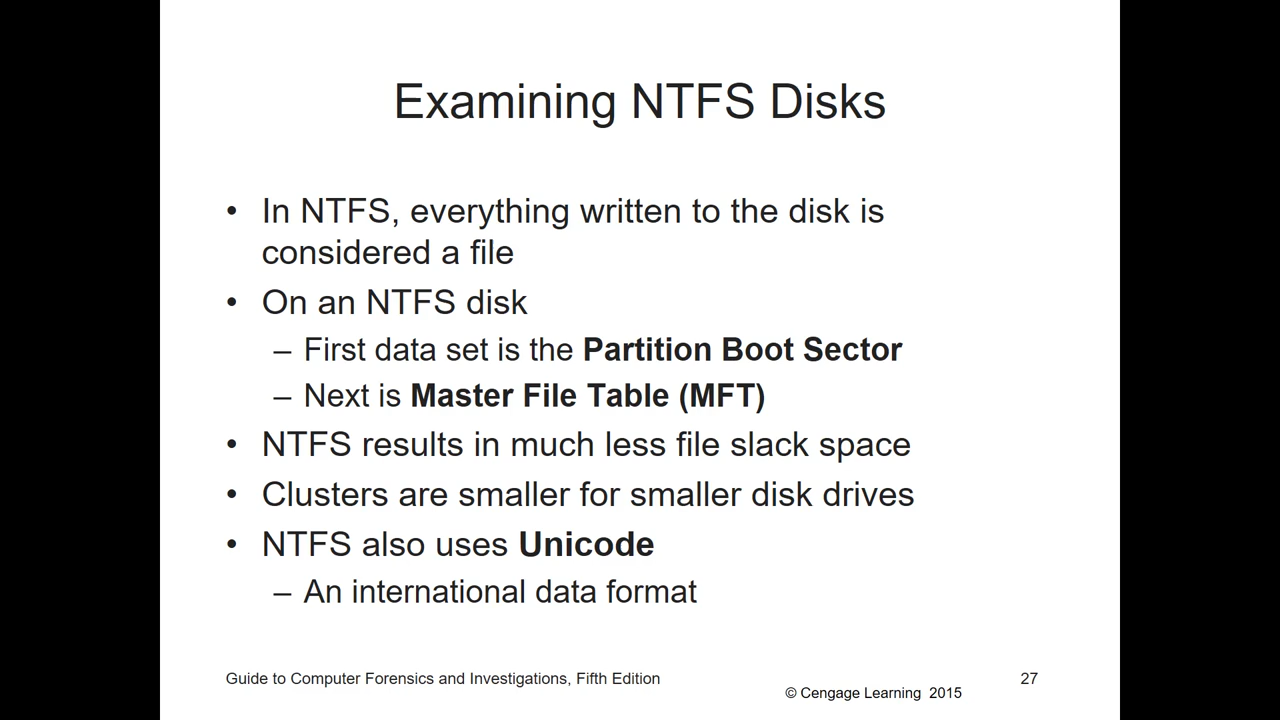 Examining NTFS Disks
• In NTFS, everything written to the disk is
considered a file
• On an NTFS disk
– First data set is the Partition Boot Sector
– Next is Master File Table (MFT)
• NTFS results in much less file slack space
• Clusters are smaller for smaller disk drives
• NTFS also uses Unicode
– An international data format
Guide to Computer Forensics and Investigations, Fifth Edition
27
© Cengage Learning 2015